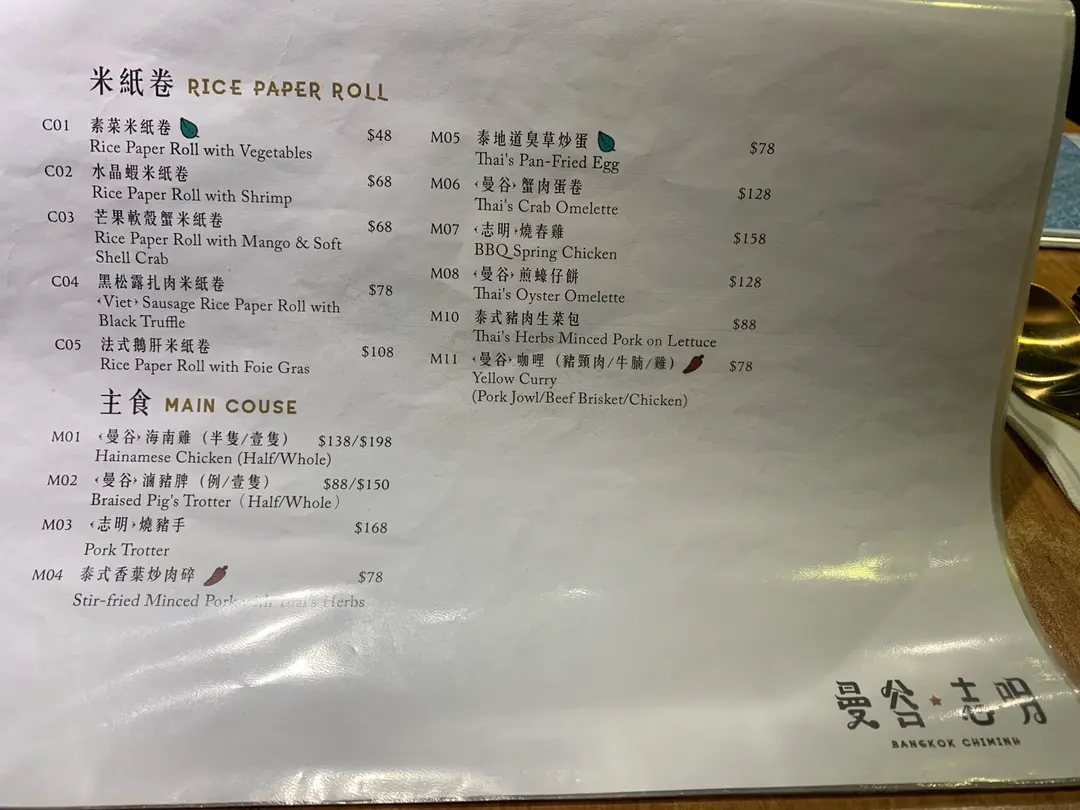 米紙卷 RICE PAPER ROLL
C01 素菜米紙卷 $48
Rice Paper Roll with Vegetables
C02 水晶蝦米紙卷 $68
Rice Paper Roll with Shrimp
C03 芒果軟殼蟹米紙卷 $68
Rice Paper Roll with Mango & Soft
Shell Crab
C04 黑松露扎肉米紙卷 $78
‹Viet› Sausage Rice Paper Roll with
Black Truffle
C05 法式鵝肝米紙卷 $108
Rice Paper Roll with Foie Gras
主食 MAIN COUSE
M01 ‹曼谷›海南雞（半隻/壹隻） $138/$198
Hainamese Chicken (Half/Whole)
M02 ‹曼谷›滷豬脾（例/壹隻） $88/$150
Braised Pig's Trotter（Half/Whole）
M03 ‹志明›燒豬手 $168
Pork Trotter
M04 泰式香葉炒肉碎 $78
Stir-fried Minced Pork with Thai's Herbs
M05 泰地道臭草炒蛋 $78
Thai's Pan-Fried Egg
M06 ‹曼谷›蟹肉蛋卷 $128
Thai's Crab Omelette
M07 ‹志明›燒春雞 $158
BBQ Spring Chicken
M08 ‹曼谷›煎蠔仔餅 $128
Thai's Oyster Omelette
M10 泰式豬肉生菜包 $88
Thai's Herbs Minced Pork on Lettuce
M11 ‹曼谷›咖哩（豬頸肉/牛腩/雞） $78
Yellow Curry
(Pork Jowl/Beef Brisket/Chicken)
曼谷★志明
BANGKOK CHIMINH